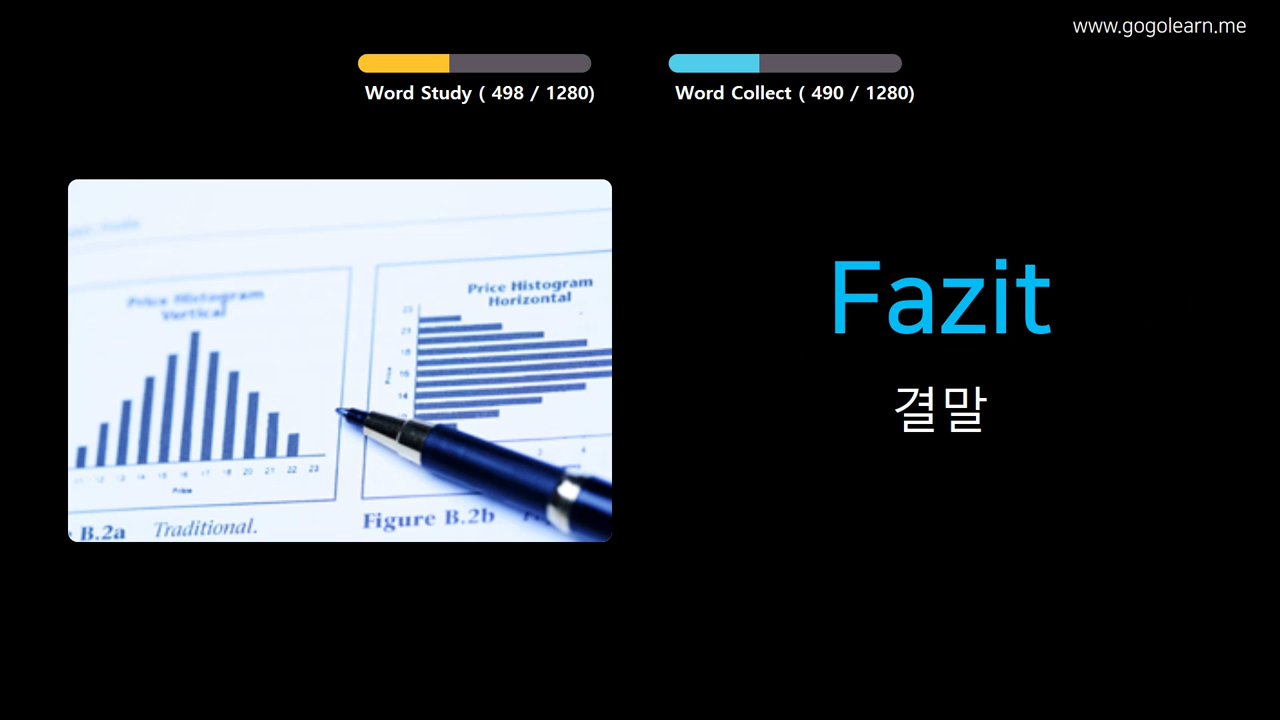 www.gogolearn.me
Word Study ( 498 / 1280)
Word Collect ( 490 / 1280)
Price Histogram
Vertical
Price Histogram
Horizontal
Fazit
결말
Price
B.2a Traditional.
Figure B.2b